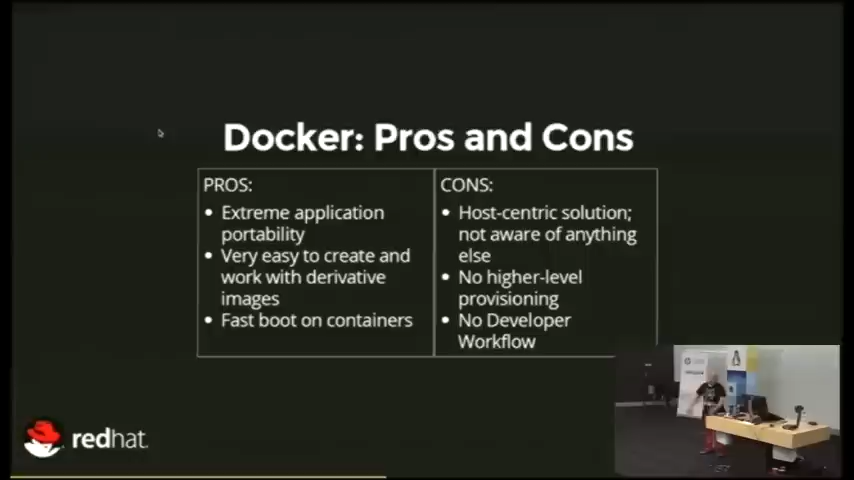 Docker: Pros and Cons
PROS:
• Extreme application
portability
• Very easy to create and
work with derivative
images
• Fast boot on containers
CONS:
• Host-centric solution;
not aware of anything
else
• No higher-level
provisioning
• No Developer
Workflow
redhat.